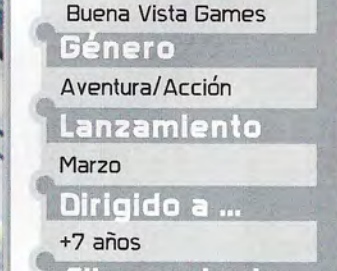 Buena Vista Games
Género
Aventura/Acción
Lanzamiento
Marzo
Dirigido a ...
+7 años